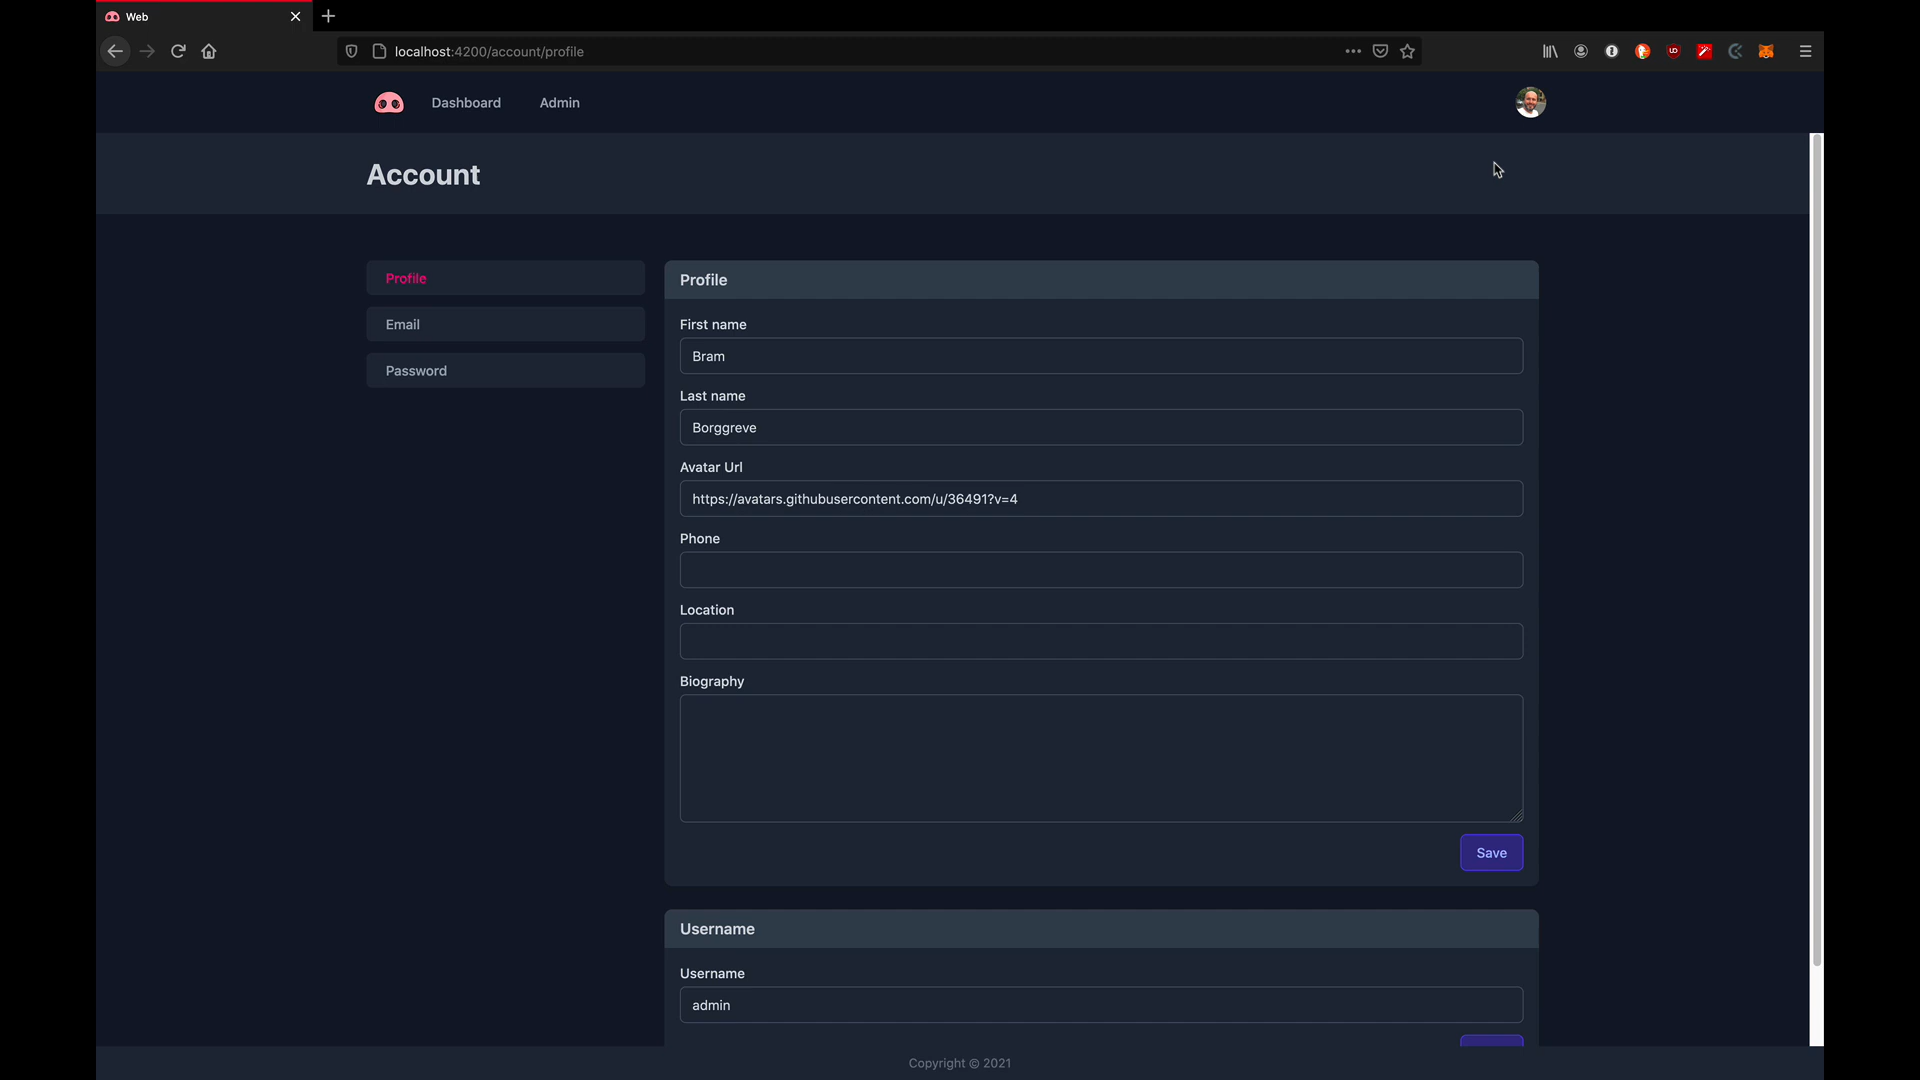 Web
localhost:4200/account/profile
Dashboard
Admin
Account
Profile
Email
Password
Profile
First name
Bram
Last name
Borggreve
Avatar Url
https://avatars.githubusercontent.com/u/36491?v=4
Phone
Location
Biography
Save
Username
Username
admin
Copyright © 2021